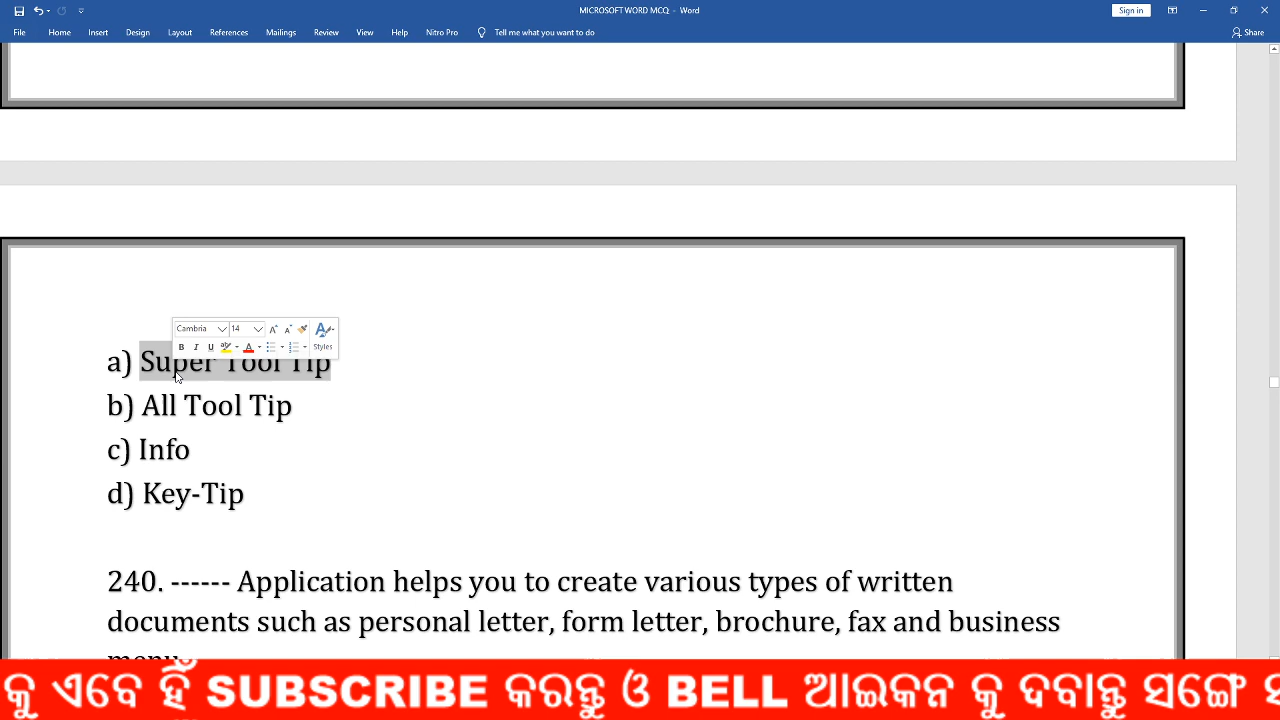 MICROSOFT WORD MCQ - Word
Sign in
File Home Insert Design Layout References Mailings Review View Help Nitro Pro Tell me what you want to do Share
Cambria 14
B I U ab A Styles
a) Super Tool Tip
b) All Tool Tip
c) Info
d) Key-Tip
240. ------ Application helps you to create various types of written
documents such as personal letter, form letter, brochure, fax and business
କୁ ଏବେ ହିଁ SUBSCRIBE କରନ୍ତୁ ଓ BELL ଆଇକନ କୁ ଦବାନ୍ତୁ ସଙ୍ଗେ